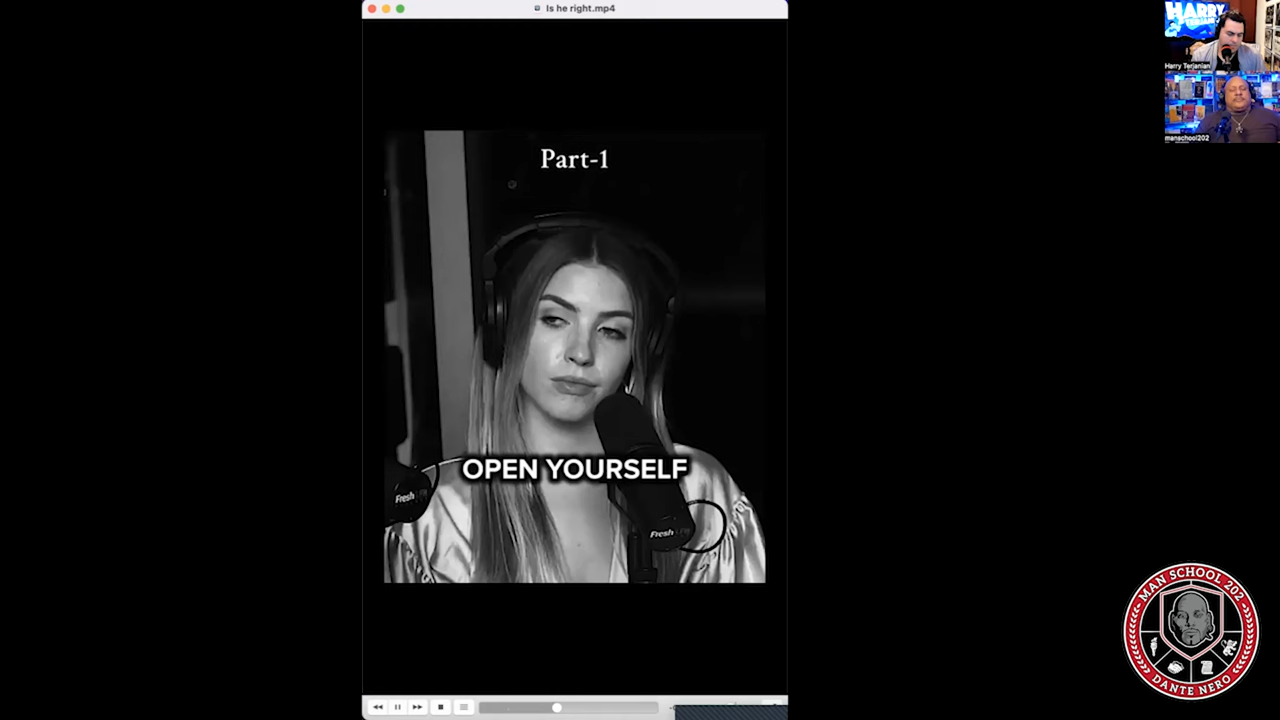 Is he right.mp4
HARRY
Harry Terjanian
manschool202
Part-1
OPEN YOURSELF
Fresh
Fresh
MAN SCHOOL 202
DANTE NERO